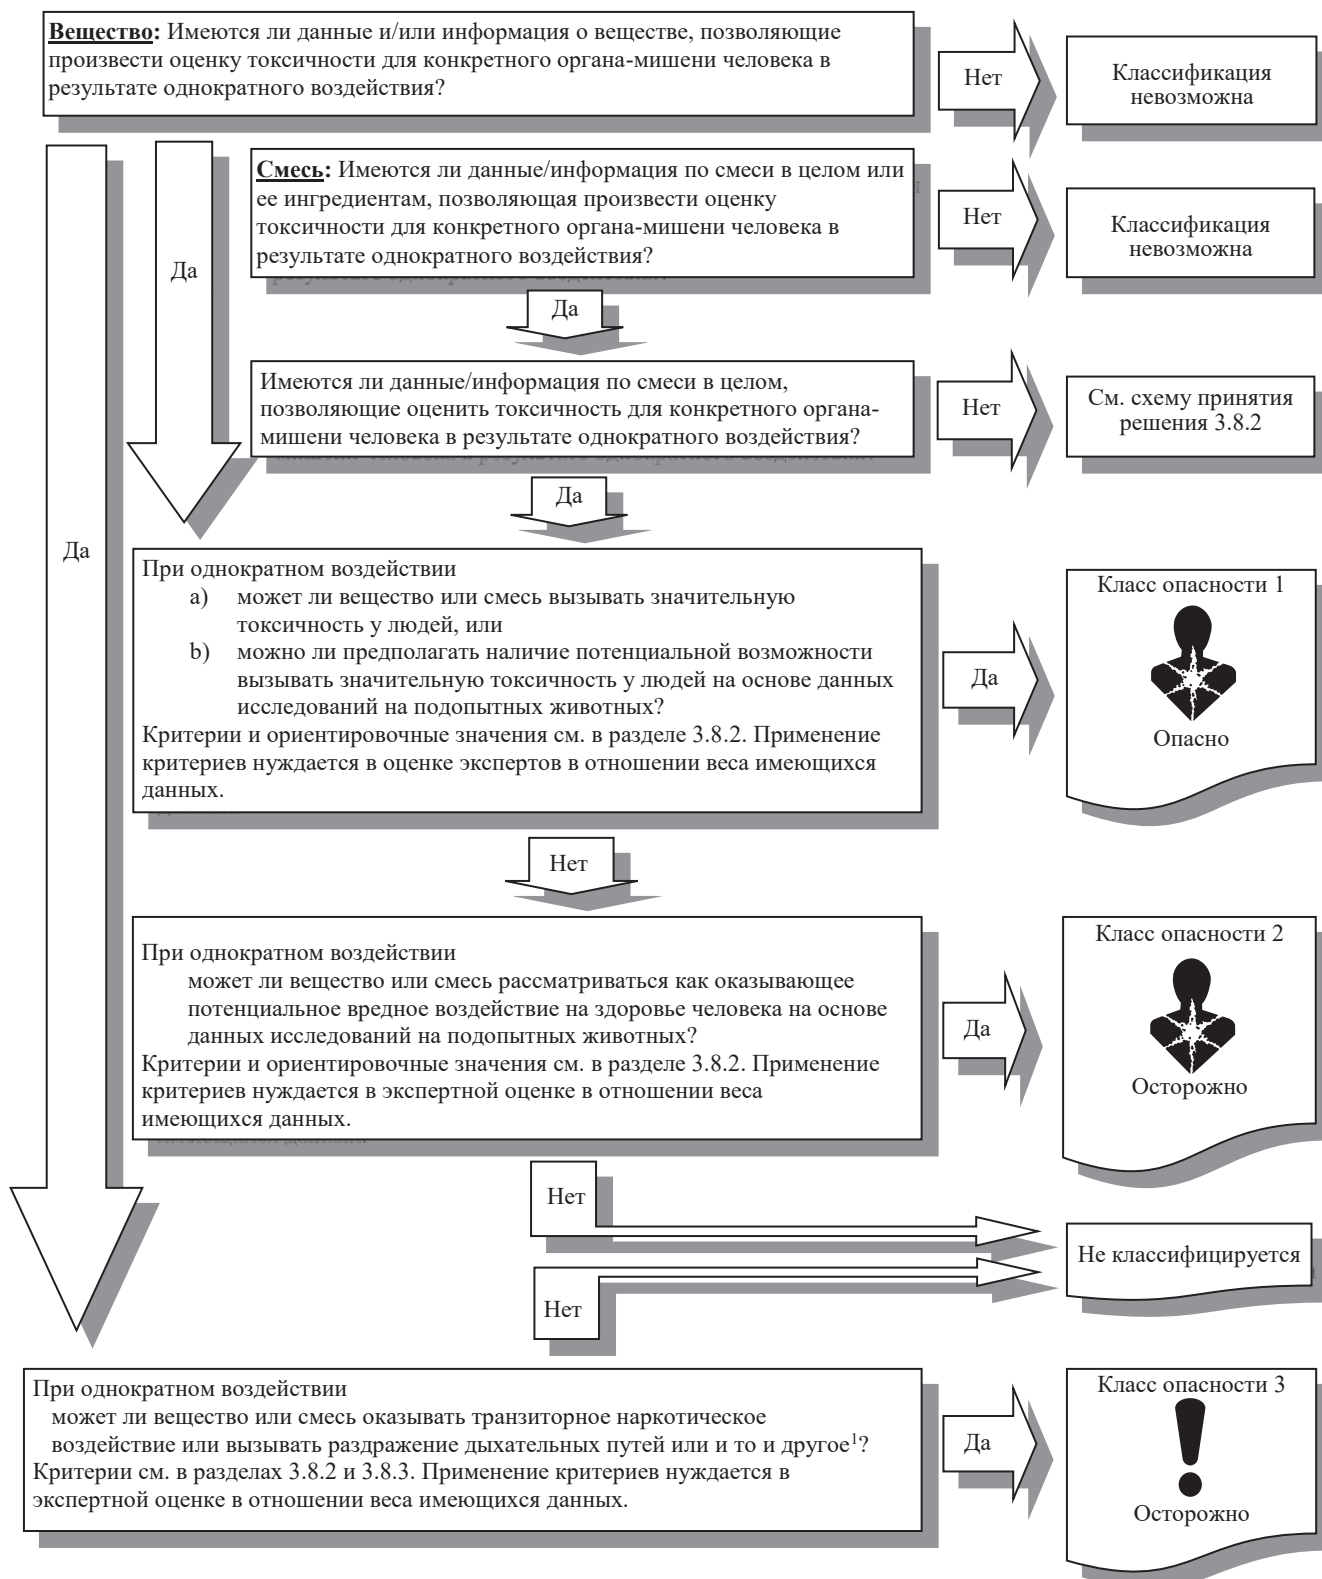 Вещество: Имеются ли данные и/или информация о веществе, позволяющие
произвести оценку токсичности для конкретного органа-мишени человека в
результате однократного воздействия?
Нет
Классификация
невозможна
Смесь: Имеются ли данные/информация по смеси в целом или
ее ингредиентам, позволяющая произвести оценку
токсичности для конкретного органа-мишени человека в
результате однократного воздействия?
Нет
Классификация
невозможна
Да
Да
Имеются ли данные/информация по смеси в целом,
позволяющие оценить токсичность для конкретного органа-
мишени человека в результате однократного воздействия?
Нет
См. схему принятия
решения 3.8.2
Да
Да
При однократном воздействии
a) может ли вещество или смесь вызывать значительную
токсичность у людей, или
b) можно ли предполагать наличие потенциальной возможности
вызывать значительную токсичность у людей на основе данных
исследований на подопытных животных?
Критерии и ориентировочные значения см. в разделе 3.8.2. Применение
критериев нуждается в оценке экспертов в отношении веса имеющихся
данных.
Да
Класс опасности 1
Опасно
Нет
При однократном воздействии
может ли вещество или смесь рассматриваться как оказывающее
потенциальное вредное воздействие на здоровье человека на основе
данных исследований на подопытных животных?
Критерии и ориентировочные значения см. в разделе 3.8.2. Применение
критериев нуждается в экспертной оценке в отношении веса
имеющихся данных.
Да
Класс опасности 2
Осторожно
Нет
Не классифицируется
Нет
При однократном воздействии
может ли вещество или смесь оказывать транзиторное наркотическое
воздействие или вызывать раздражение дыхательных путей или и то и другое¹?
Критерии см. в разделах 3.8.2 и 3.8.3. Применение критериев нуждается в
экспертной оценке в отношении веса имеющихся данных.
Да
Класс опасности 3
Осторожно